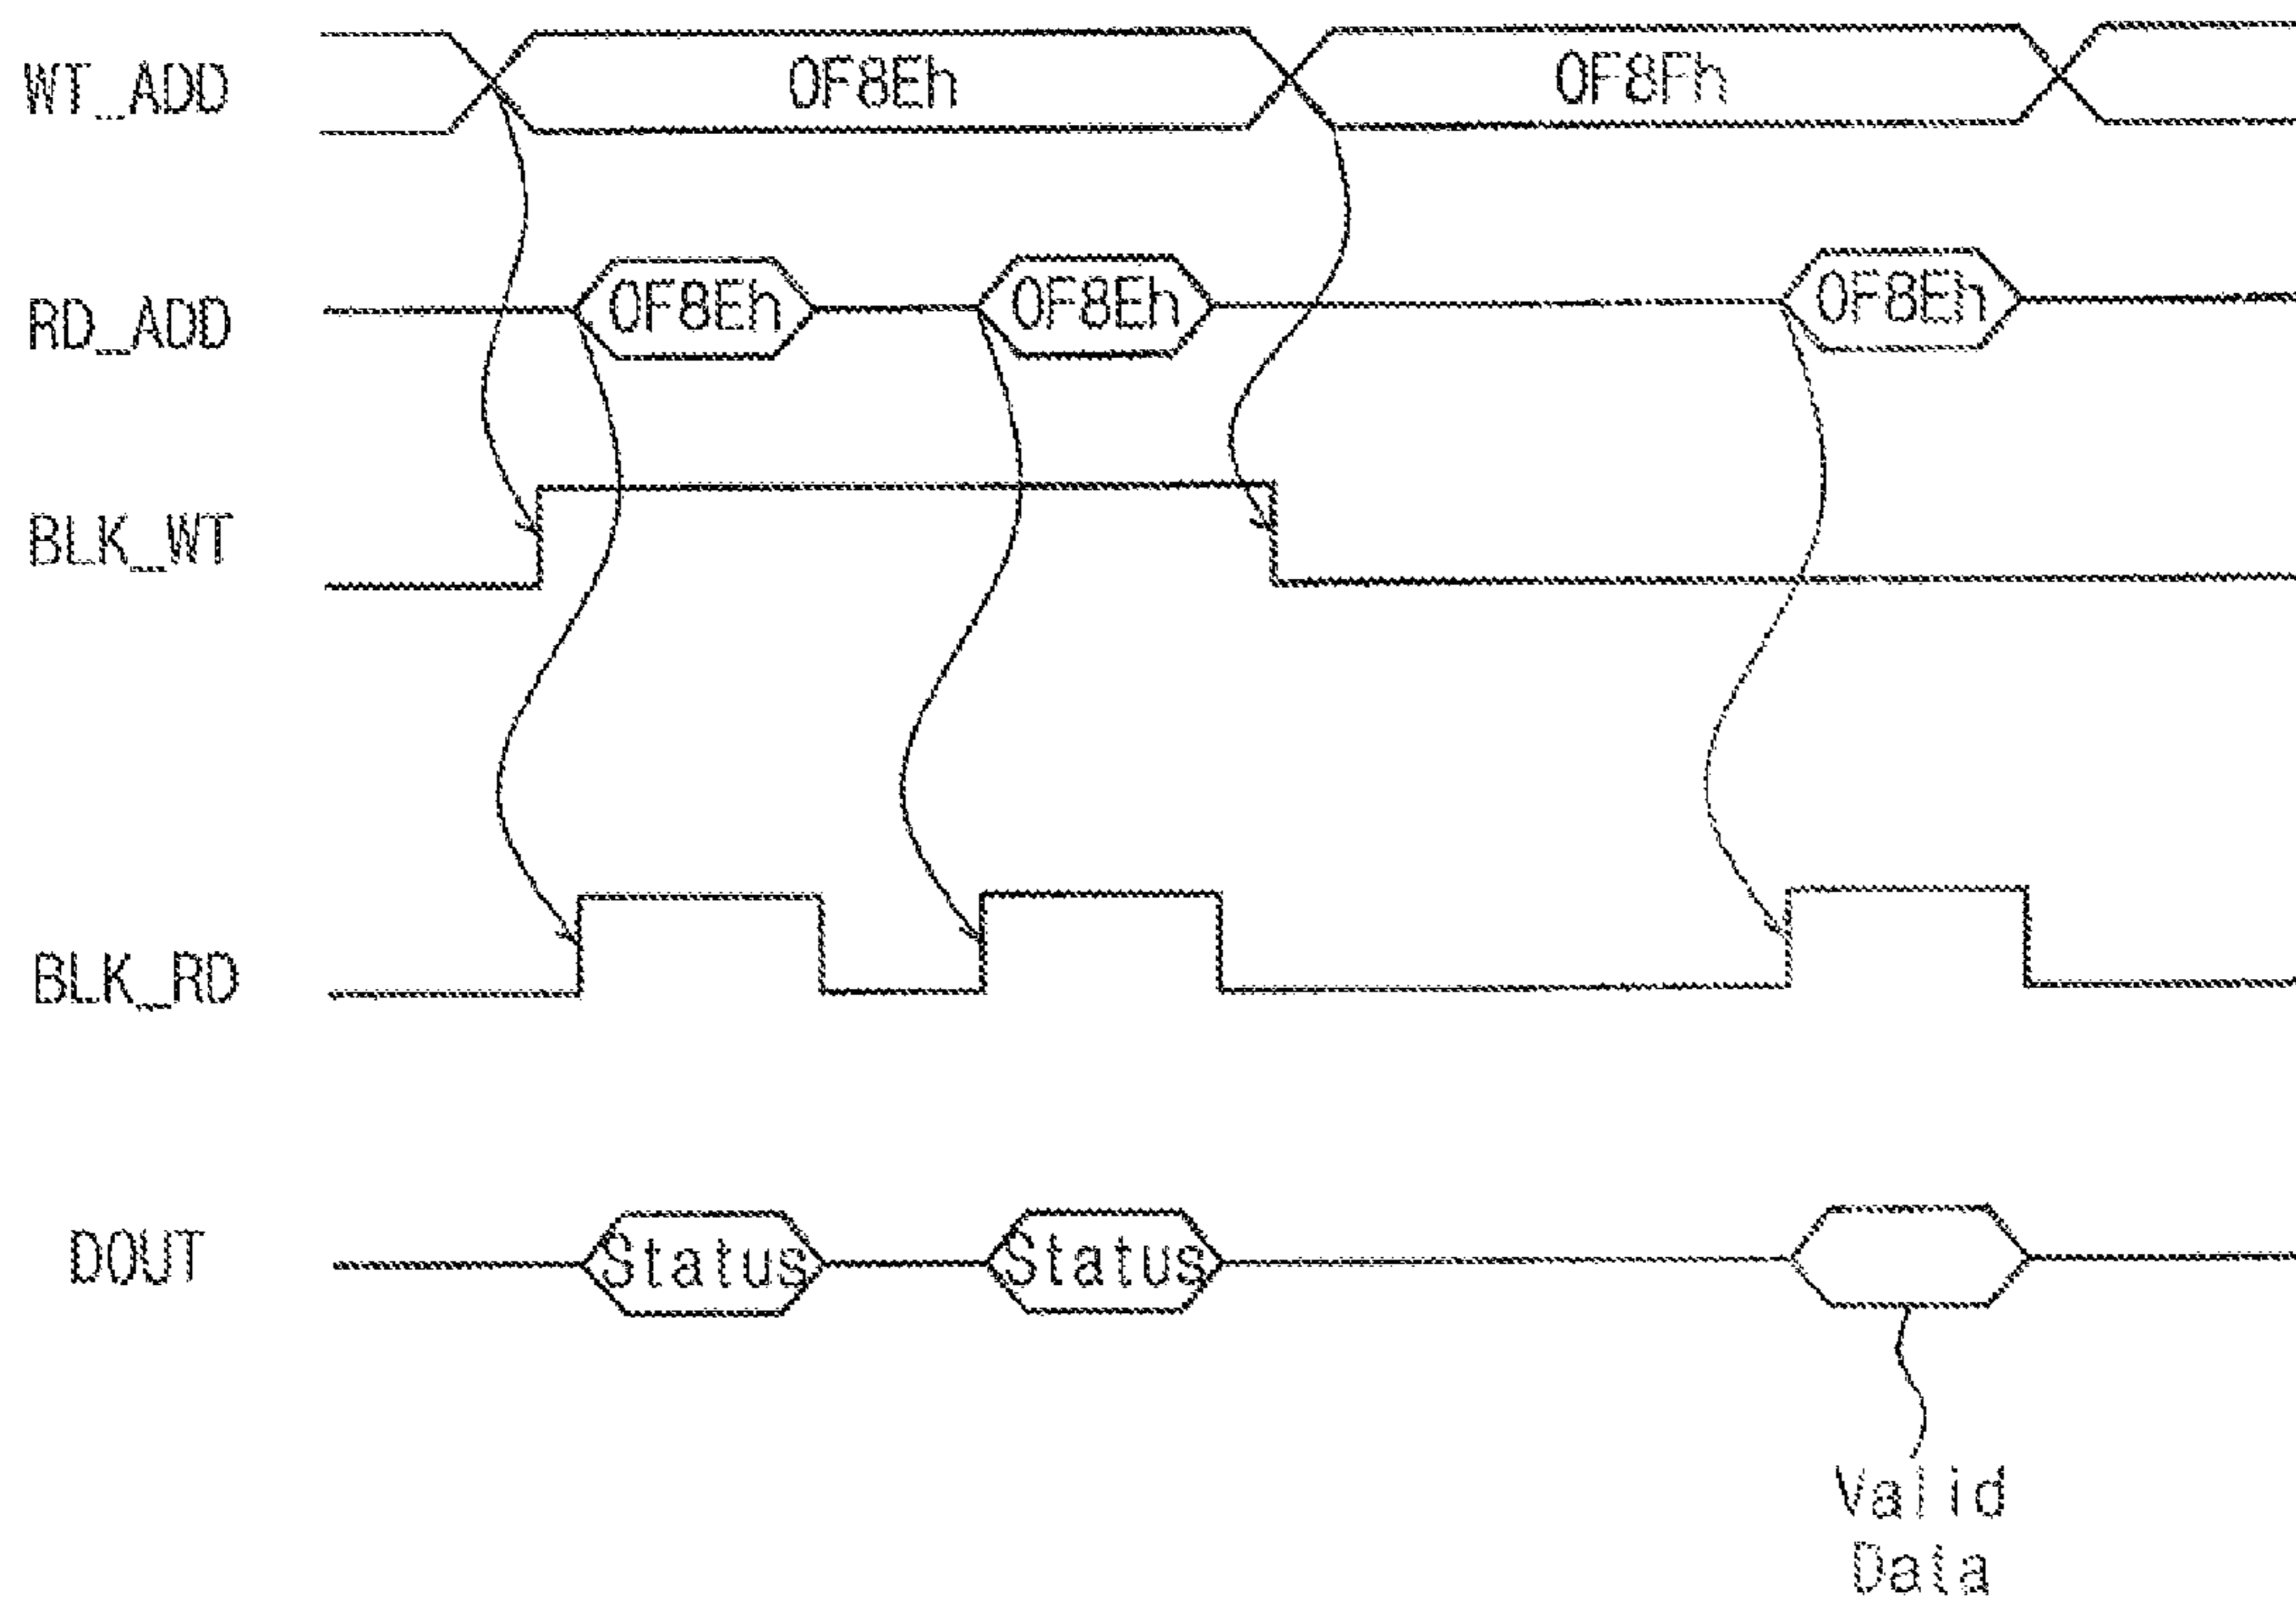 WT_ADD 0F8Eh 0F8Fh
RD_ADD 0F8Eh 0F8Eh 0F8Eh
BLK_WT
BLK_RD
DOUT Status Status
Valid
Data